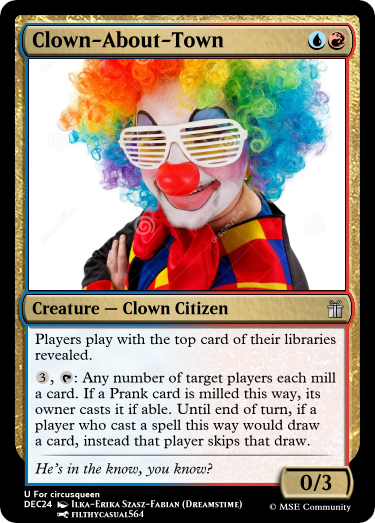 Clown-About-Town
Creature — Clown Citizen
Players play with the top card of their libraries
revealed.
3, : Any number of target players each mill
a card. If a Prank card is milled this way, its
owner casts it if able. Until end of turn, if a
player who cast a spell this way would draw
a card, instead that player skips that draw.
He's in the know, you know?
0/3
U For circusqueen
DEC24 Ilka-Erika Szasz-Fabian (Dreamstime)
filthycasual564
© MSE Community